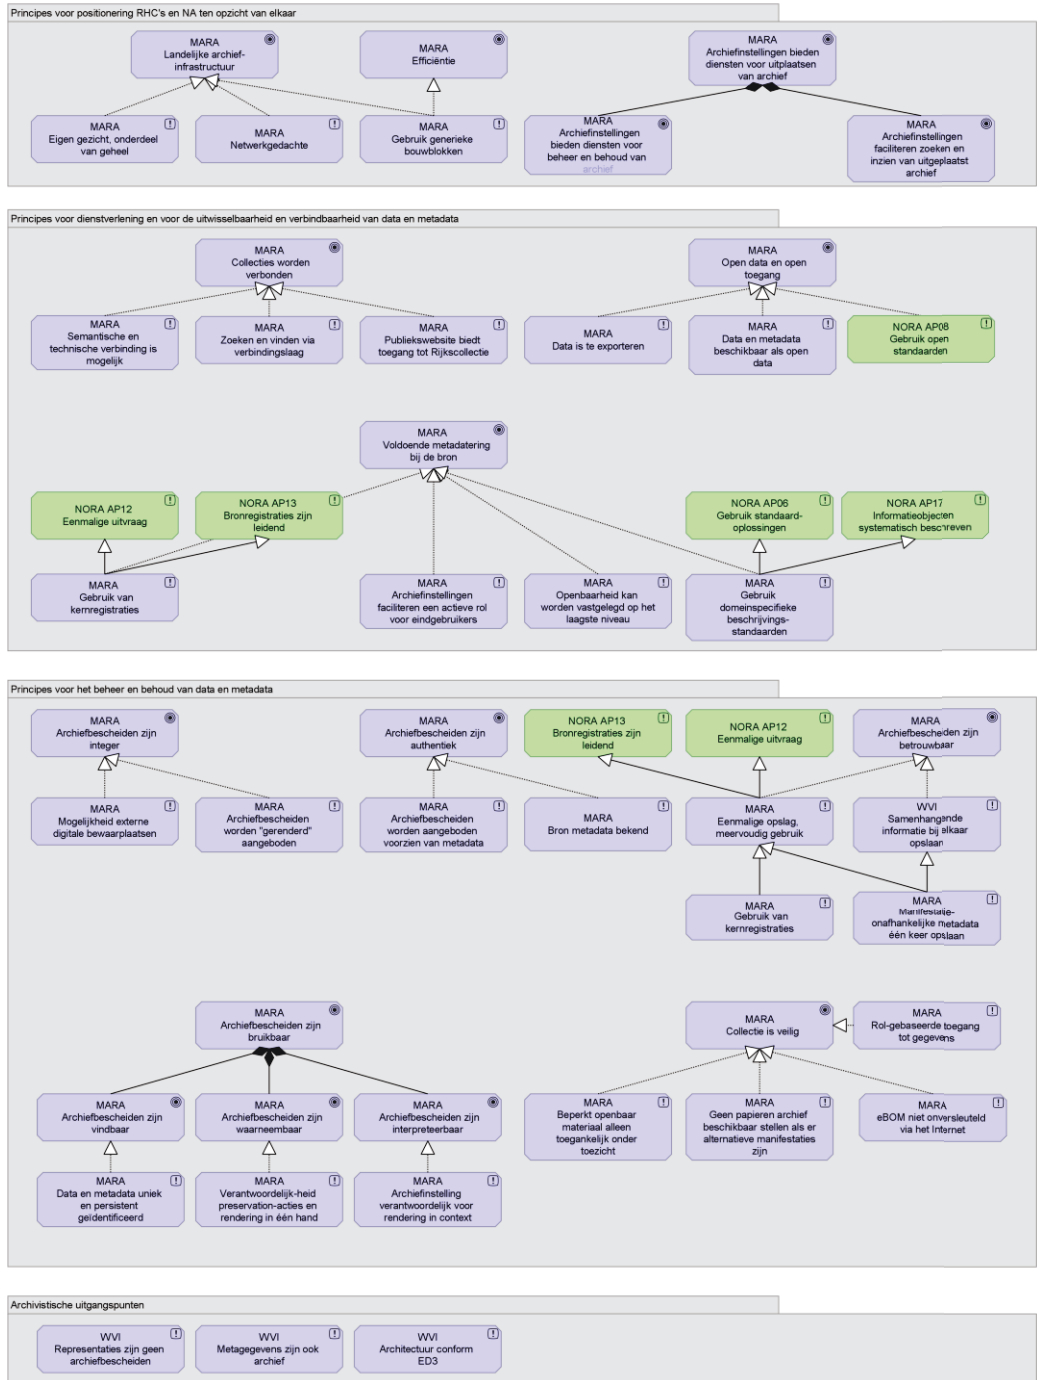 Principes voor positionering RHC's en NA ten opzicht van elkaar
MARA
Landelijke archief-
infrastructuur
MARA
Efficiëntie
MARA
Archiefinstellingen bieden
diensten voor uitplaatsen
van archief
MARA
Eigen gezicht, onderdeel
van geheel
MARA
Netwerkgedachte
MARA
Gebruik generieke
bouwblokken
MARA
Archiefinstellingen
bieden diensten voor
beheer en behoud van
archief
MARA
Archiefinstellingen
faciliteren zoeken en
inzien van uitgeplaatst
archief
Principes voor dienstverlening en voor de uitwisselbaarheid en verbindbaarheid van data en metadata
MARA
Collecties worden
verbonden
MARA
Open data en open
toegang
MARA
Semantische en
technische verbinding is
mogelijk
MARA
Zoeken en vinden via
verbindingslaag
MARA
Publiekswebsite biedt
toegang tot Rijkscollectie
MARA
Data is te exporteren
MARA
Data en metadata
beschikbaar als open
data
NORA AP08
Gebruik open
standaarden
MARA
Voldoende metadatering
bij de bron
NORA AP12
Eenmalige uitvraag
NORA AP13
Bronregistraties zijn
leidend
NORA AP06
Gebruik standaard-
oplossingen
NORA AP17
Informatieobjecten
systematisch beschreven
MARA
Gebruik van
kernregistraties
MARA
Archiefinstellingen
faciliteren een actieve rol
voor eindgebruikers
MARA
Openbaarheid kan
worden vastgelegd op het
laagste niveau
MARA
Gebruik
domeinspecifieke
beschrijvings-
standaarden
Principes voor het beheer en behoud van data en metadata
MARA
Archiefbescheiden zijn
integer
MARA
Archiefbescheiden zijn
authentiek
NORA AP13
Bronregistraties zijn
leidend
NORA AP12
Eenmalige uitvraag
MARA
Archiefbescheiden zijn
betrouwbaar
MARA
Mogelijkheid externe
digitale bewaarplaatsen
MARA
Archiefbescheiden
worden "gerenderd"
aangeboden
MARA
Archiefbescheiden
worden aangeboden
voorzien van metadata
MARA
Bron metadata bekend
MARA
Eenmalige opslag,
meervoudig gebruik
WVI
Samenhangende
informatie bij elkaar
opslaan
MARA
Gebruik van
kernregistraties
MARA
Manifestatie-
onafhankelijke metadata
één keer opslaan
MARA
Archiefbescheiden zijn
bruikbaar
MARA
Collectie is veilig
MARA
Rol-gebaseerde toegang
tot gegevens
MARA
Archiefbescheiden zijn
vindbaar
MARA
Archiefbescheiden zijn
waarneembaar
MARA
Archiefbescheiden zijn
interpreteerbaar
MARA
Beperkt openbaar
materiaal alleen
toegankelijk onder
toezicht
MARA
Geen papieren archief
beschikbaar stellen als er
alternatieve manifestaties
zijn
MARA
eBOM niet onversleuteld
via het Internet
MARA
Data en metadata uniek
en persistent
geïdentificeerd
MARA
Verantwoordelijk-heid
preservation-acties en
rendering in één hand
MARA
Archiefinstelling
verantwoordelijk voor
rendering in context
Archivistische uitgangspunten
WVI
Representaties zijn geen
archiefbescheiden
WVI
Metagegevens zijn ook
archief
WVI
Architectuur conform
ED3